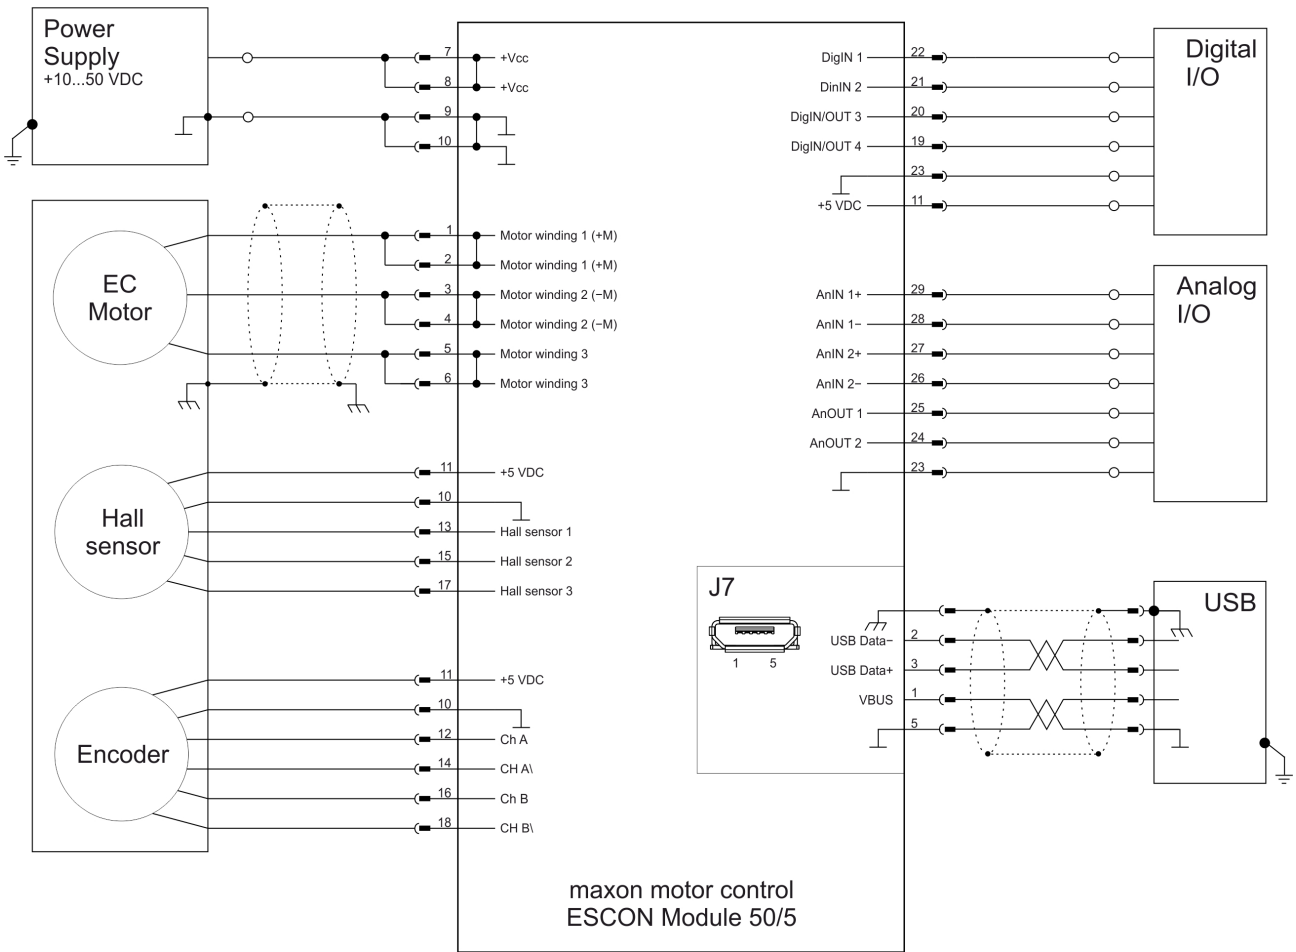 Power
Supply
+10...50 VDC
7 +Vcc
8 +Vcc
9
10
EC
Motor
1 Motor winding 1 (+M)
2 Motor winding 1 (+M)
3 Motor winding 2 (−M)
4 Motor winding 2 (−M)
5 Motor winding 3
6 Motor winding 3
Hall
sensor
11 +5 VDC
10
13 Hall sensor 1
15 Hall sensor 2
17 Hall sensor 3
Encoder
11 +5 VDC
10
12 Ch A
14 CH A\
16 Ch B
18 CH B\
DigIN 1 22
DinIN 2 21
DigIN/OUT 3 20
DigIN/OUT 4 19
23
+5 VDC 11
Digital
I/O
AnIN 1+ 29
AnIN 1− 28
AnIN 2+ 27
AnIN 2− 26
AnOUT 1 25
AnOUT 2 24
23
Analog
I/O
J7
1 5
USB Data− 2
USB Data+ 3
VBUS 1
5
USB
maxon motor control
ESCON Module 50/5